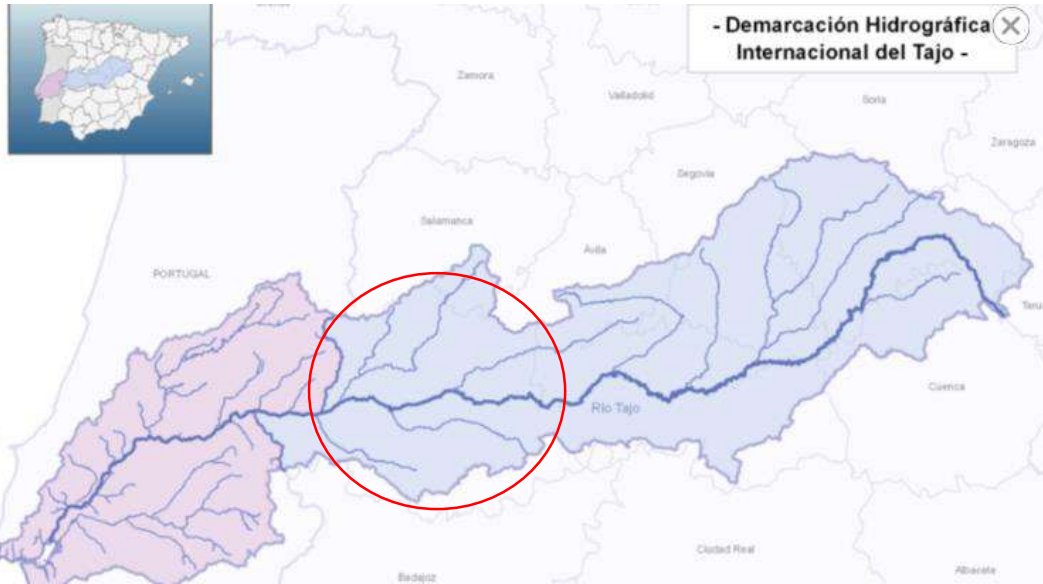 - Demarcación Hidrográfica
Internacional del Tajo -
Zamora
Valladolid
Soria
Zaragoza
Segovia
Salamanca
Ávila
PORTUGAL
Teru
Cuenca
Río Tajo
Ciudad Real
Badajoz
Albacete